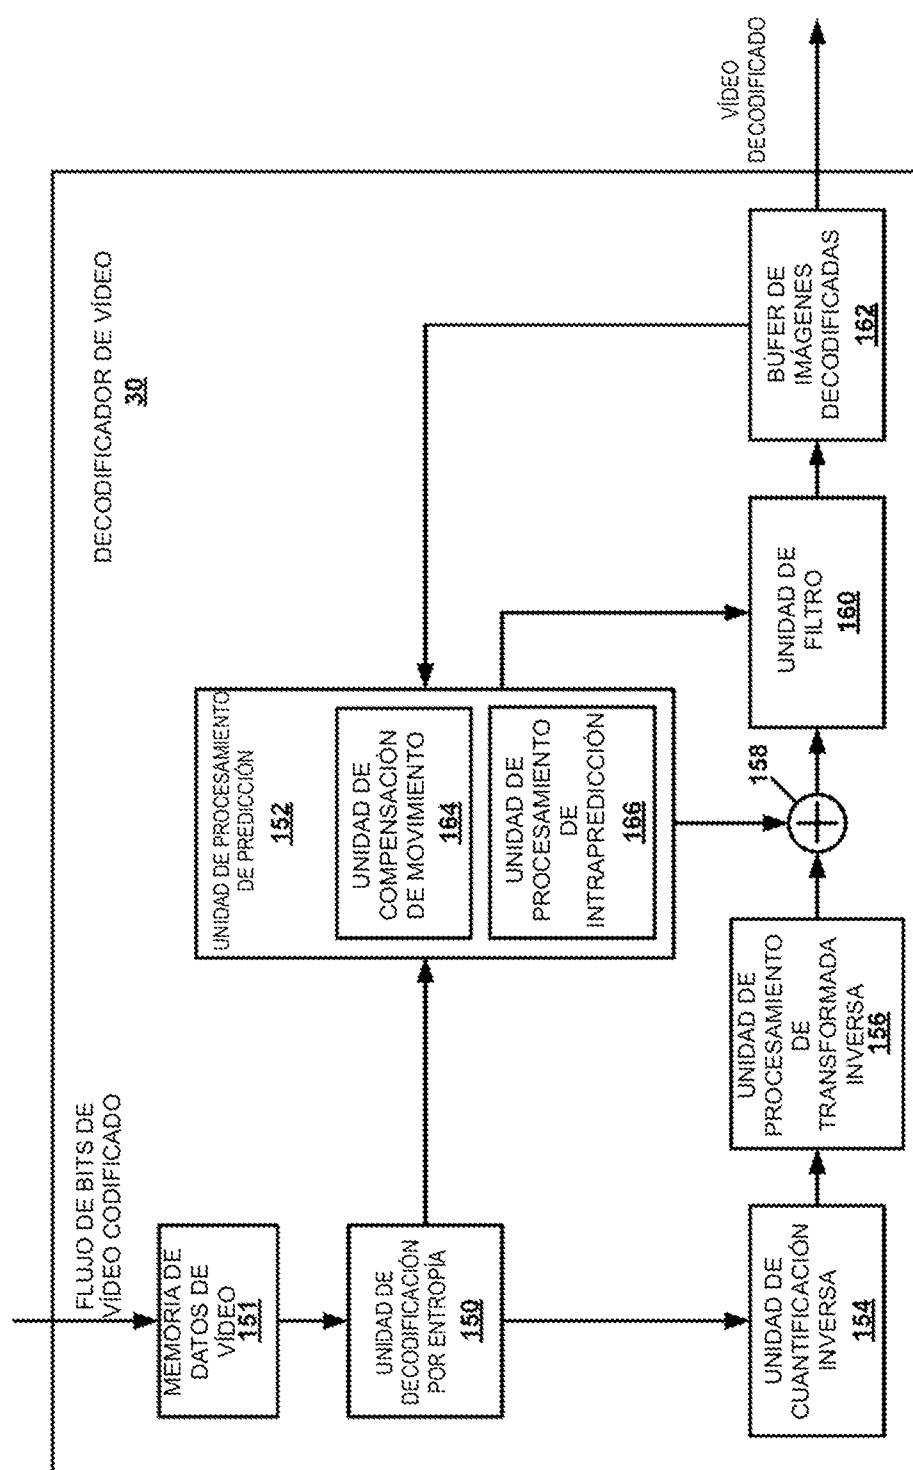 FLUJO DE BITS DE
VÍDEO CODIFICADO
DECODIFICADOR DE VÍDEO
30
MEMORIA DE
DATOS DE
VÍDEO
151
UNIDAD DE
DECODIFICACIÓN
POR ENTROPÍA
150
UNIDAD DE PROCESAMIENTO
DE PREDICCIÓN
152
UNIDAD DE
COMPENSACIÓN
DE MOVIMIENTO
164
UNIDAD DE
PROCESAMIENTO
DE
INTRAPREDICCIÓN
166
UNIDAD DE
CUANTIFICACIÓN
INVERSA
154
UNIDAD DE
PROCESAMIENTO
DE
TRANSFORMADA
INVERSA
156
158
UNIDAD DE
FILTRO
160
BÚFER DE
IMÁGENES
DECODIFICADAS
162
VÍDEO
DECODIFICADO